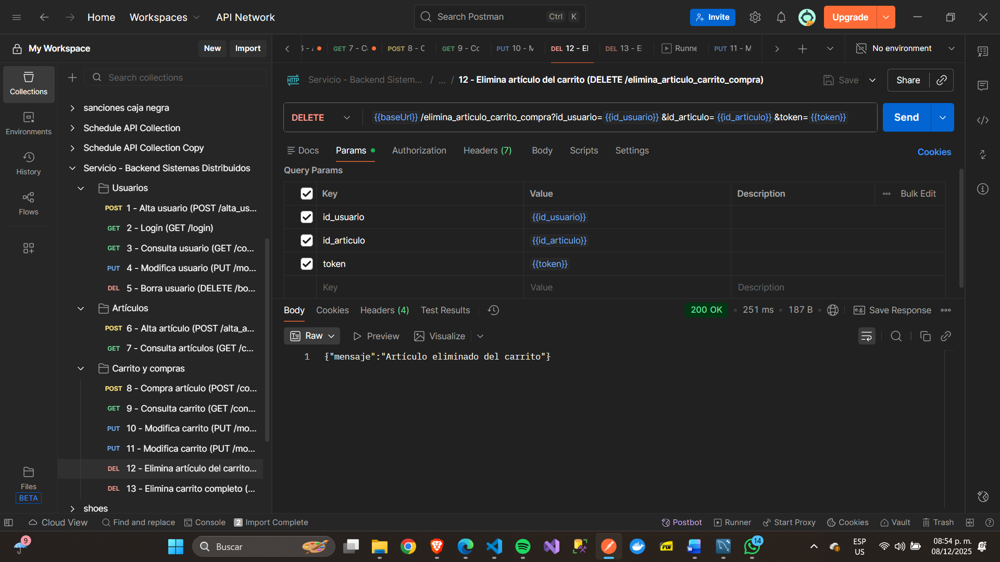 Home
Workspaces
API Network
Search Postman
Ctrl K
Invite
Upgrade
My Workspace
New
Import
GET 7 - C
POST 8 - C
GET 9 - Cc
PUT 10 - M
DEL 12 - El
DEL 13 - E
Runne
PUT 11 - M
No environment
Collections
Environments
History
Flows
Files
BETA
Search collections
sanciones caja negra
Schedule API Collection
Schedule API Collection Copy
Servicio - Backend Sistemas Distribuidos
Usuarios
POST 1 - Alta usuario (POST /alta_us...
GET 2 - Login (GET /login)
GET 3 - Consulta usuario (GET /co...
PUT 4 - Modifica usuario (PUT /mo...
DEL 5 - Borra usuario (DELETE /bo...
Artículos
POST 6 - Alta artículo (POST /alta_a...
GET 7 - Consulta artículos (GET /c...
Carrito y compras
POST 8 - Compra artículo (POST /co...
GET 9 - Consulta carrito (GET /con...
PUT 10 - Modifica carrito (PUT /mo...
PUT 11 - Modifica carrito (PUT /mo...
DEL 12 - Elimina artículo del carrito...
DEL 13 - Elimina carrito completo (...
shoes
HTTP Servicio - Backend Sistem... / ... / 12 - Elimina artículo del carrito (DELETE /elimina_articulo_carrito_compra)
Save
Share
DELETE
{{baseUrl}}/elimina_articulo_carrito_compra?id_usuario={{id_usuario}}&id_articulo={{id_articulo}}&token={{token}}
Send
Docs
Params
Authorization
Headers (7)
Body
Scripts
Settings
Cookies
Query Params
Key Value Description Bulk Edit
id_usuario {{id_usuario}}
id_articulo {{id_articulo}}
token {{token}}
Key Value Description
Body
Cookies
Headers (4)
Test Results
200 OK
251 ms
187 B
e.g. Save Response
Raw
Preview
Visualize
1 {"mensaje":"Artículo eliminado del carrito"}
Cloud View
Find and replace
Console
2 Import Complete
Postbot
Runner
Start Proxy
Cookies
Vault
Trash
9
Buscar
PDF
14
ESP
US
08:54 p. m.
08/12/2025